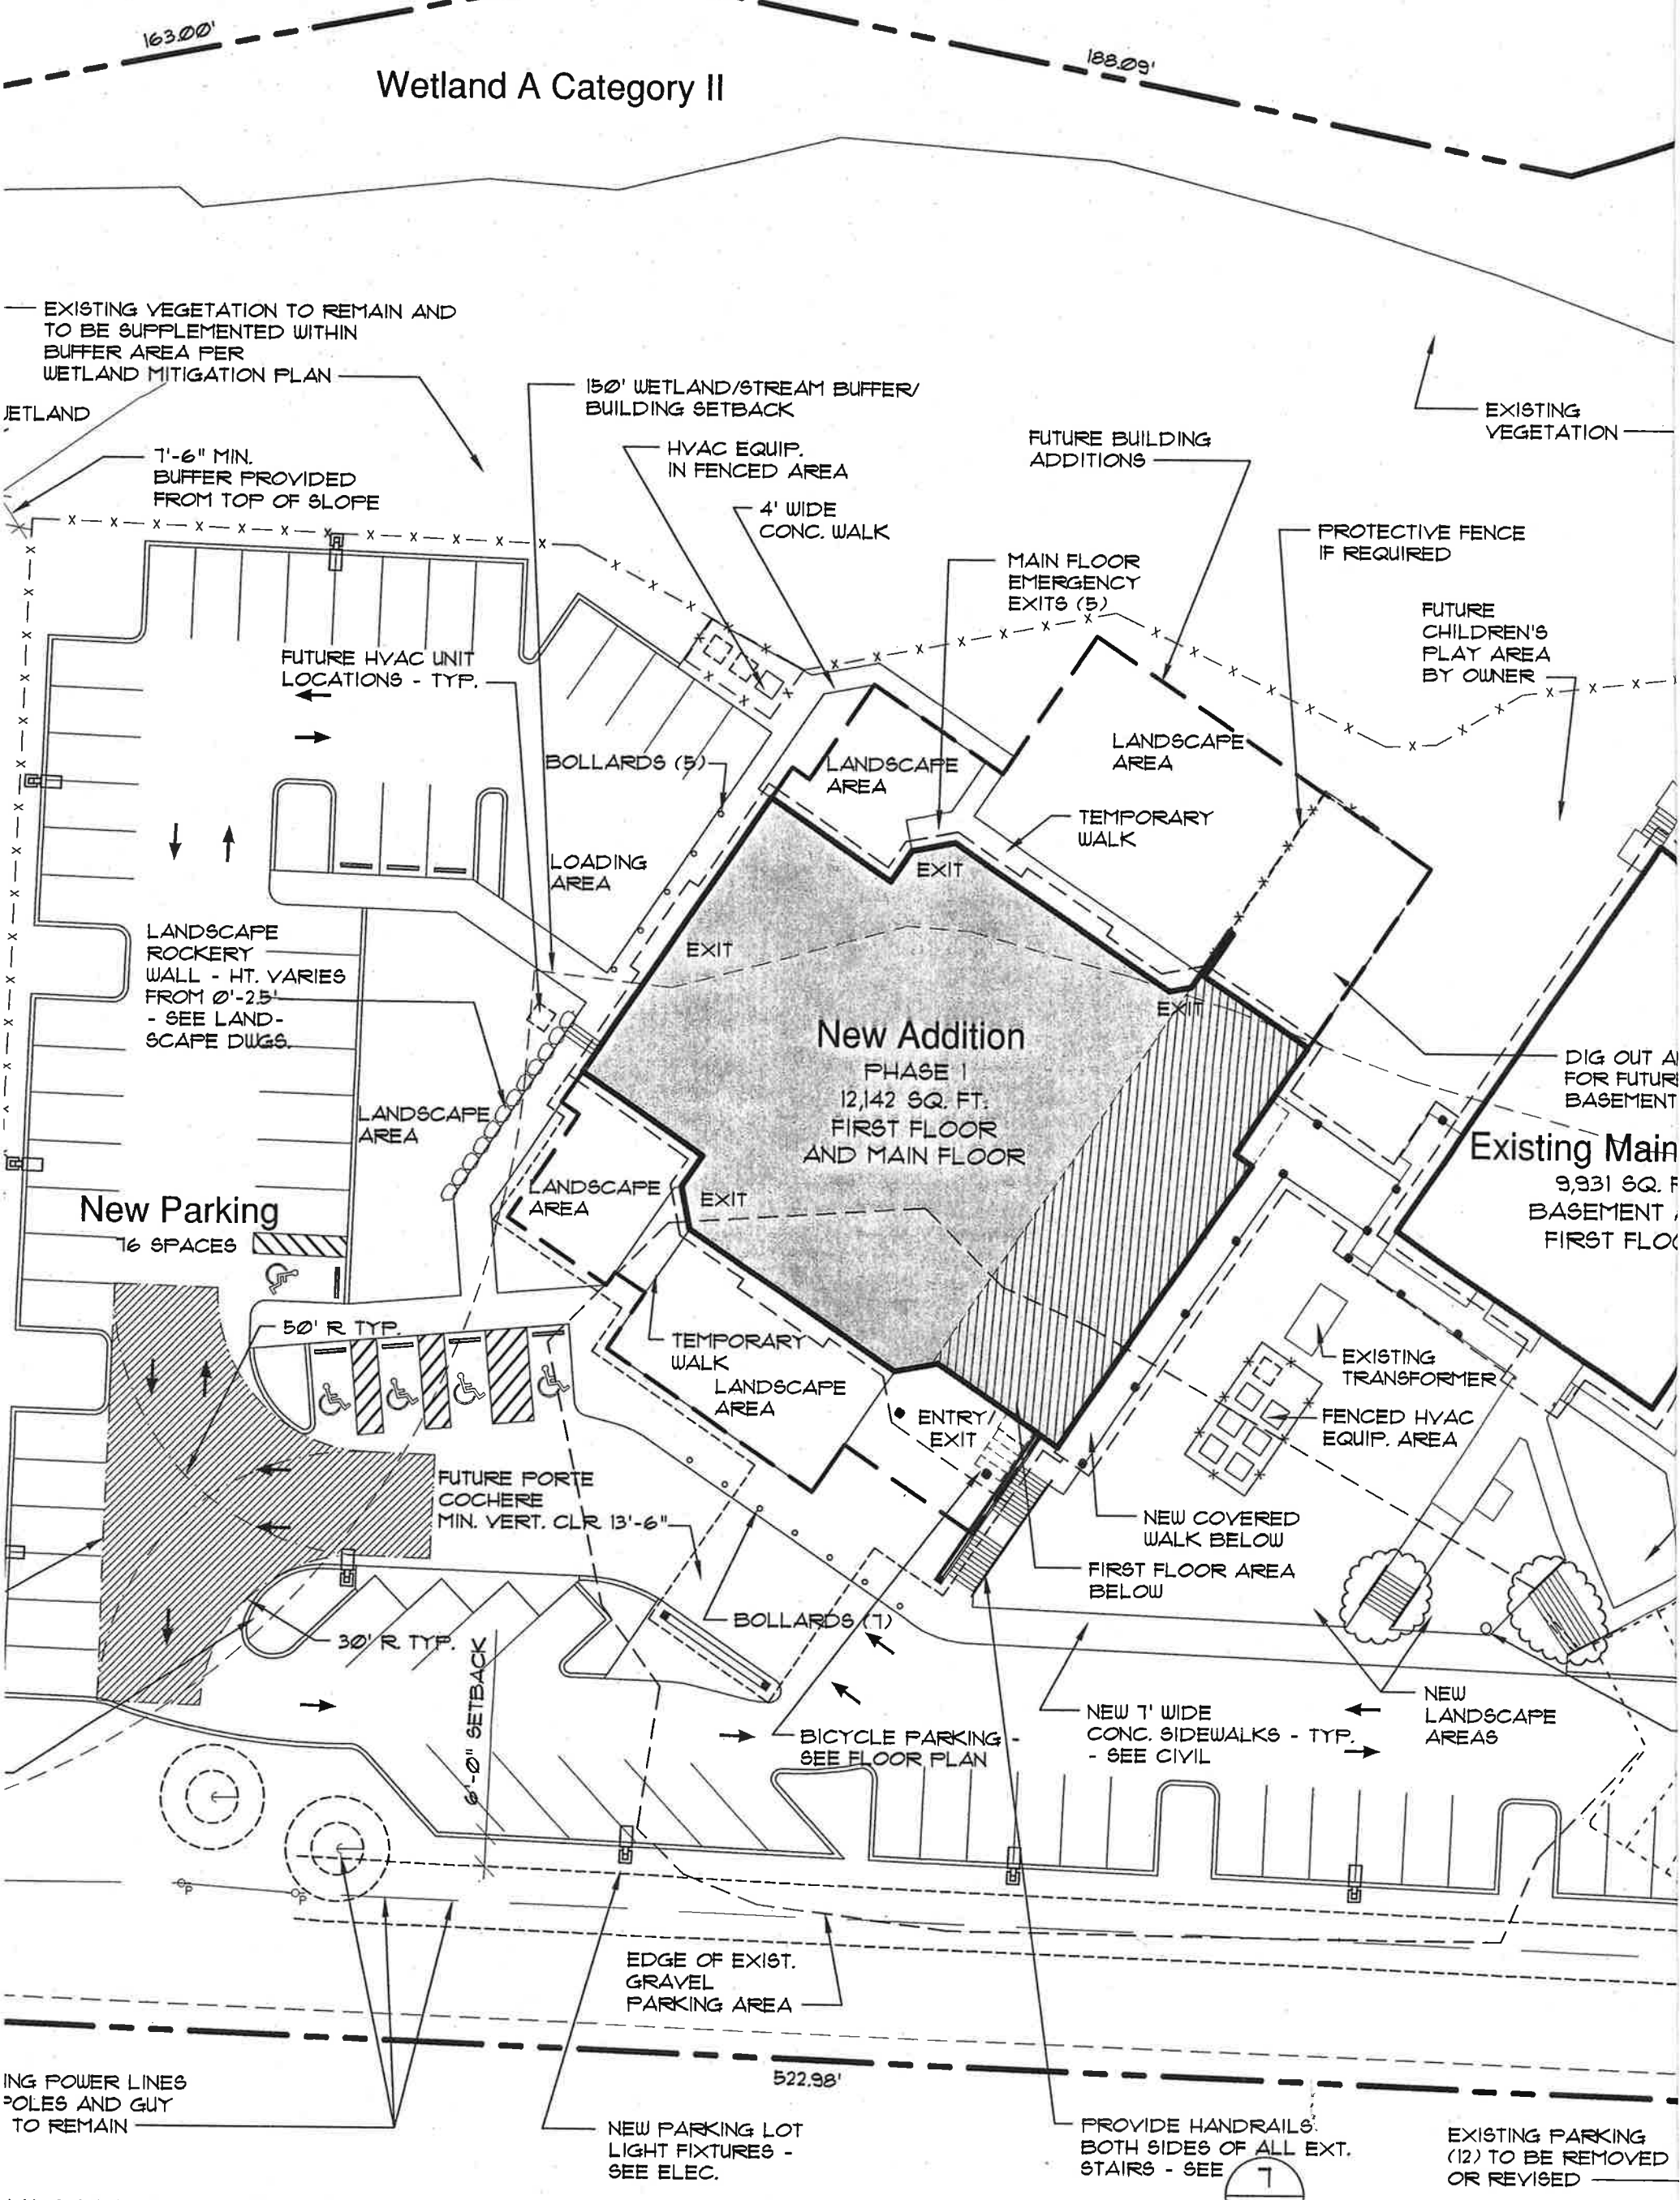 163.00'
188.09'
Wetland A Category II
EXISTING VEGETATION TO REMAIN AND
TO BE SUPPLEMENTED WITHIN
BUFFER AREA PER
WETLAND MITIGATION PLAN
ETLAND
7'-6" MIN.
BUFFER PROVIDED
FROM TOP OF SLOPE
150' WETLAND/STREAM BUFFER/
BUILDING SETBACK
HVAC EQUIP.
IN FENCED AREA
4' WIDE
CONC. WALK
FUTURE BUILDING
ADDITIONS
EXISTING
VEGETATION
MAIN FLOOR
EMERGENCY
EXITS (5)
PROTECTIVE FENCE
IF REQUIRED
FUTURE
CHILDREN'S
PLAY AREA
BY OWNER
FUTURE HVAC UNIT
LOCATIONS - TYP.
BOLLARDS (5)
LANDSCAPE
AREA
LANDSCAPE
AREA
TEMPORARY
WALK
LOADING
AREA
EXIT
EXIT
EXIT
LANDSCAPE
ROCKERY
WALL - HT. VARIES
FROM 0'-2.5'
- SEE LAND-
SCAPE DWGS.
New Addition
PHASE 1
12,142 SQ. FT.
FIRST FLOOR
AND MAIN FLOOR
DIG OUT A
FOR FUTUR
BASEMENT
LANDSCAPE
AREA
Existing Main
9,931 SQ. F
BASEMENT
FIRST FLO
LANDSCAPE
AREA
EXIT
New Parking
76 SPACES
50' R TYP.
TEMPORARY
WALK
LANDSCAPE
AREA
EXISTING
TRANSFORMER
ENTRY/
EXIT
FENCED HVAC
EQUIP. AREA
FUTURE PORTE
COCHERE
MIN. VERT. CLR 13'-6"
NEW COVERED
WALK BELOW
FIRST FLOOR AREA
BELOW
BOLLARDS (7)
30' R TYP.
6'-0" SETBACK
BICYCLE PARKING -
SEE FLOOR PLAN
NEW 7' WIDE
CONC. SIDEWALKS - TYP.
- SEE CIVIL
NEW
LANDSCAPE
AREAS
P
P
EDGE OF EXIST.
GRAVEL
PARKING AREA
522.98'
ING POWER LINES
POLES AND GUY
TO REMAIN
NEW PARKING LOT
LIGHT FIXTURES -
SEE ELEC.
PROVIDE HANDRAILS
BOTH SIDES OF ALL EXT.
STAIRS - SEE
7
EXISTING PARKING
(12) TO BE REMOVED
OR REVISED